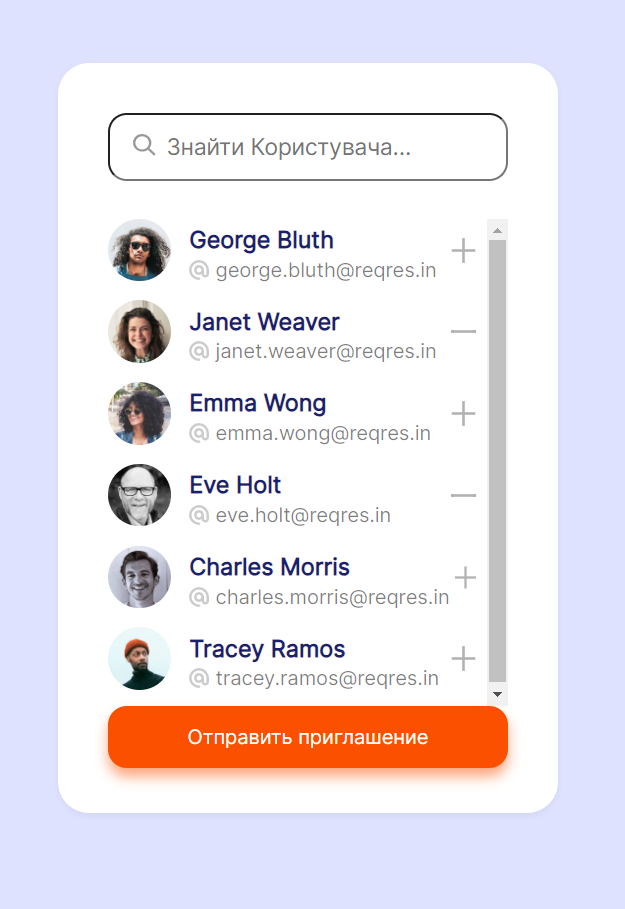 Знайти Користувача...
George Bluth
george.bluth@reqres.in
Janet Weaver
janet.weaver@reqres.in
Emma Wong
emma.wong@reqres.in
Eve Holt
eve.holt@reqres.in
Charles Morris
charles.morris@reqres.in
Tracey Ramos
tracey.ramos@reqres.in
Отправить приглашение